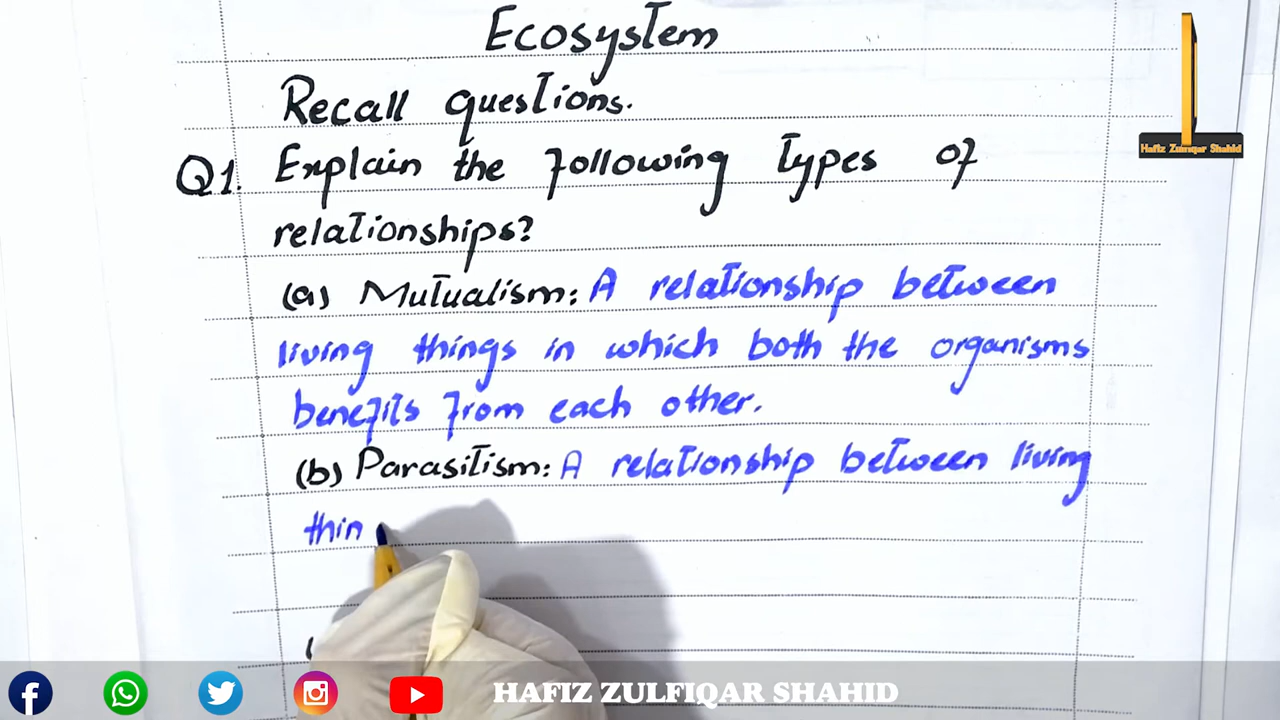 Ecosystem
Recall questions.
Q1. Explain the following types of
relationships?
(a) Mutualism: A relationship between
living things in which both the organisms
benefits from each other.
(b) Parasitism: A relationship between living
thin
Hafiz Zulfiqar Shahid
HAFIZ ZULFIQAR SHAHID